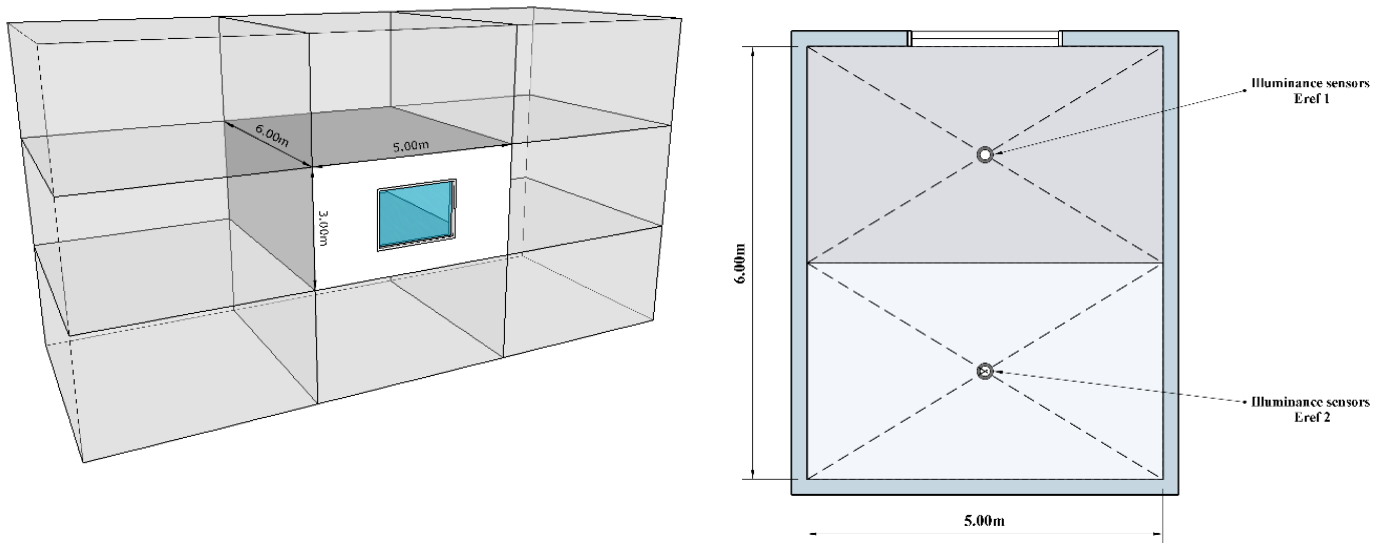 6.00m
5.00m
3.00m
Illuminance sensors
Eref 1
6.00m
Illuminance sensors
Eref 2
5.00m